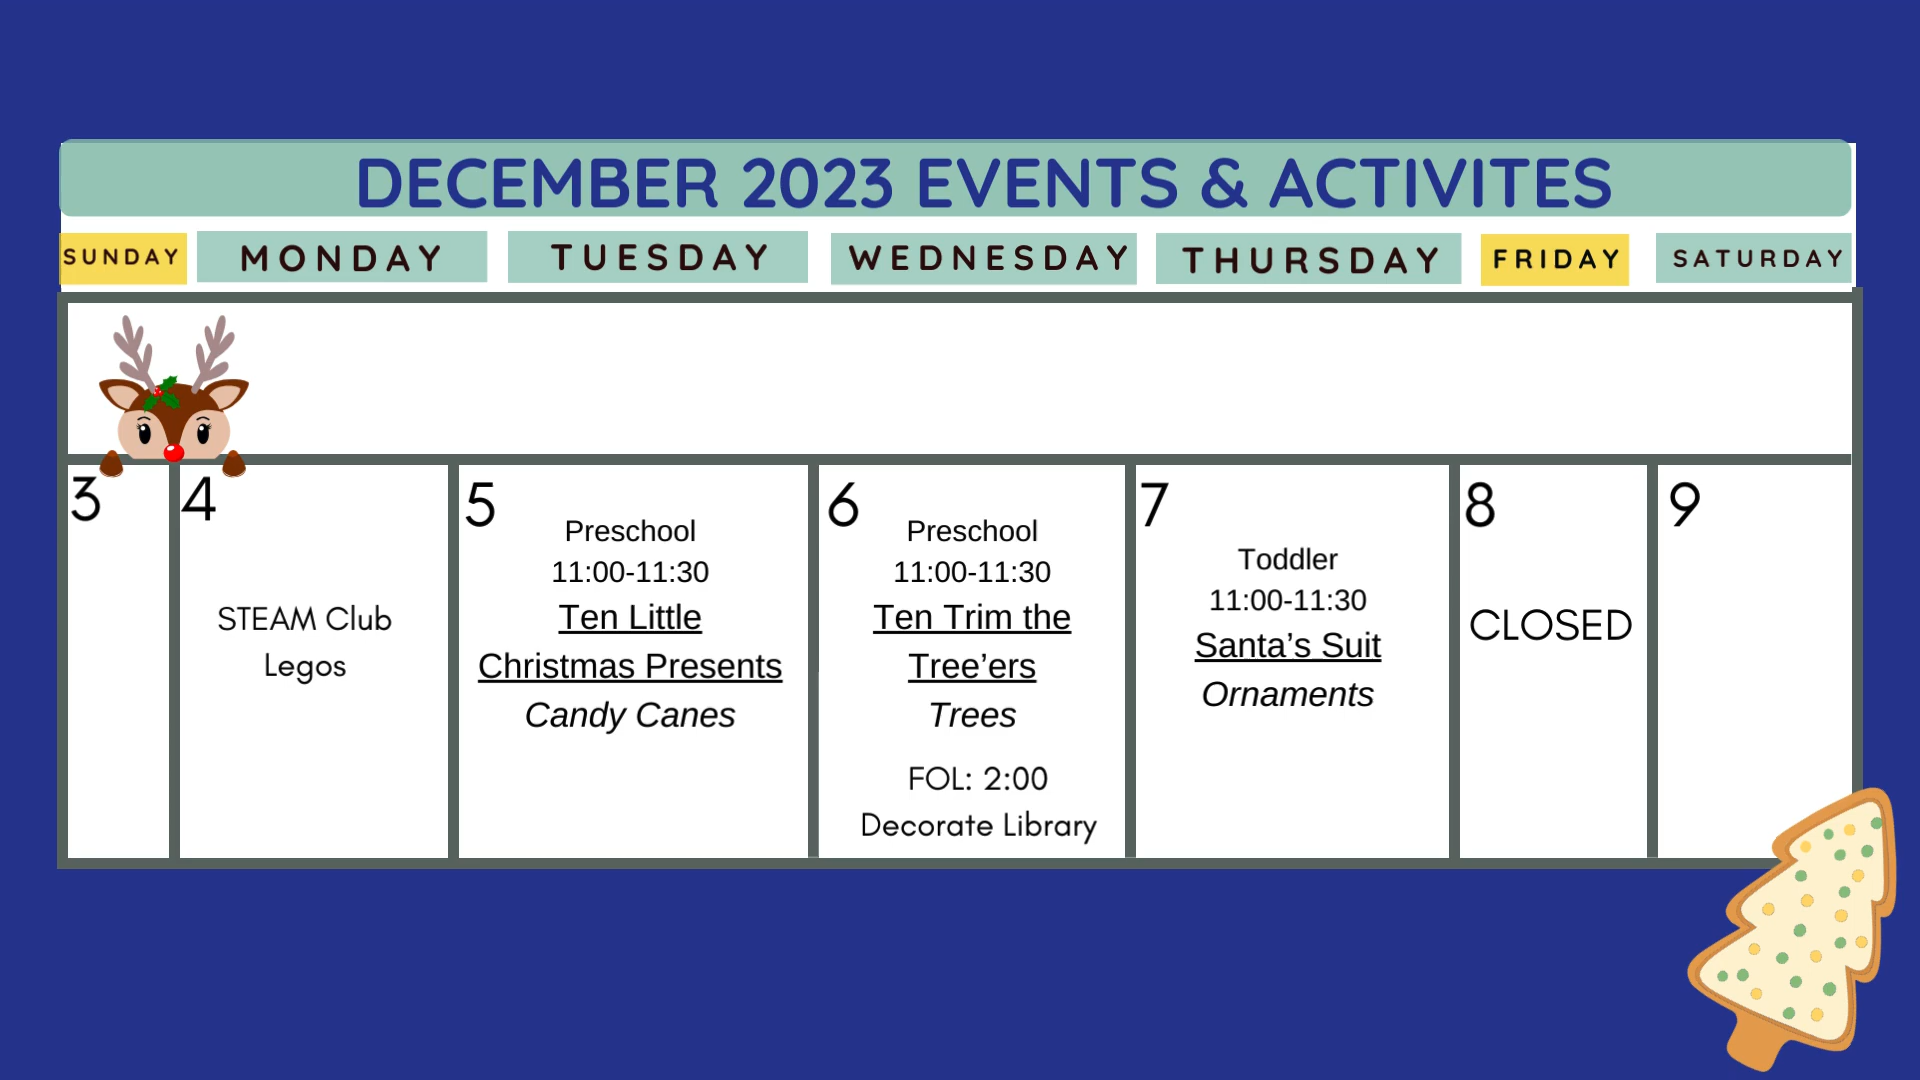 DECEMBER 2023 EVENTS & ACTIVITES
SUNDAY MONDAY TUESDAY WEDNESDAY THURSDAY FRIDAY SATURDAY
3
4
STEAM Club
Legos
5
Preschool
11:00-11:30
Ten Little
Christmas Presents
Candy Canes
6
Preschool
11:00-11:30
Ten Trim the
Tree’ers
Trees
FOL: 2:00
Decorate Library
7
Toddler
11:00-11:30
Santa’s Suit
Ornaments
8
CLOSED
9